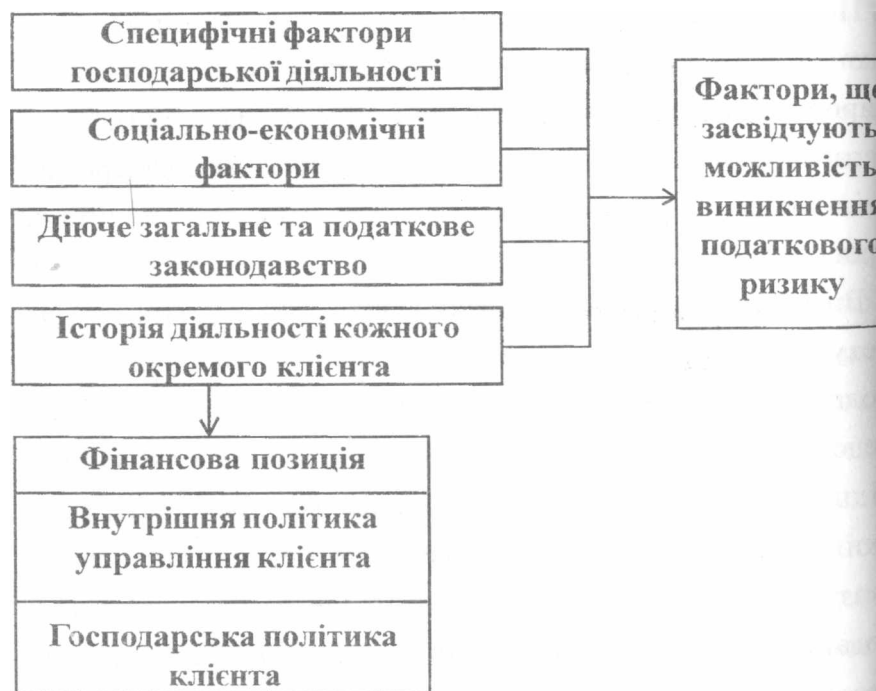 Специфічні фактори
господарської діяльності
Соціально-економічні
фактори
Діюче загальне та податкове
законодавство
Історія діяльності кожного
окремого клієнта
Фінансова позиція
Внутрішня політика
управління клієнта
Господарська політика
клієнта
Фактори, що
засвідчують
можливість
виникнення
податкового
ризику